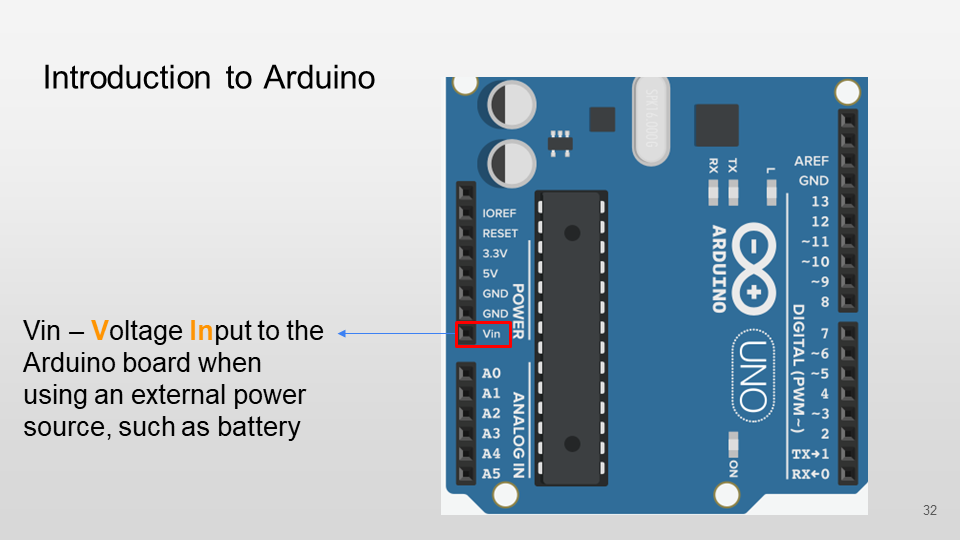 Introduction to Arduino
Vin – Voltage Input to the
Arduino board when
using an external power
source, such as battery
SPK16.000G
RX
TX
L
IOREF
RESET
3.3V
5V
GND
GND
Vin
POWER
A0
A1
A2
A3
A4
A5
ANALOG IN
ARDUINO
UNO
ON
AREF
GND
13
12
~11
~10
~9
8
7
~6
~5
4
~3
2
TX→1
RX←0
DIGITAL (PWM~)
32